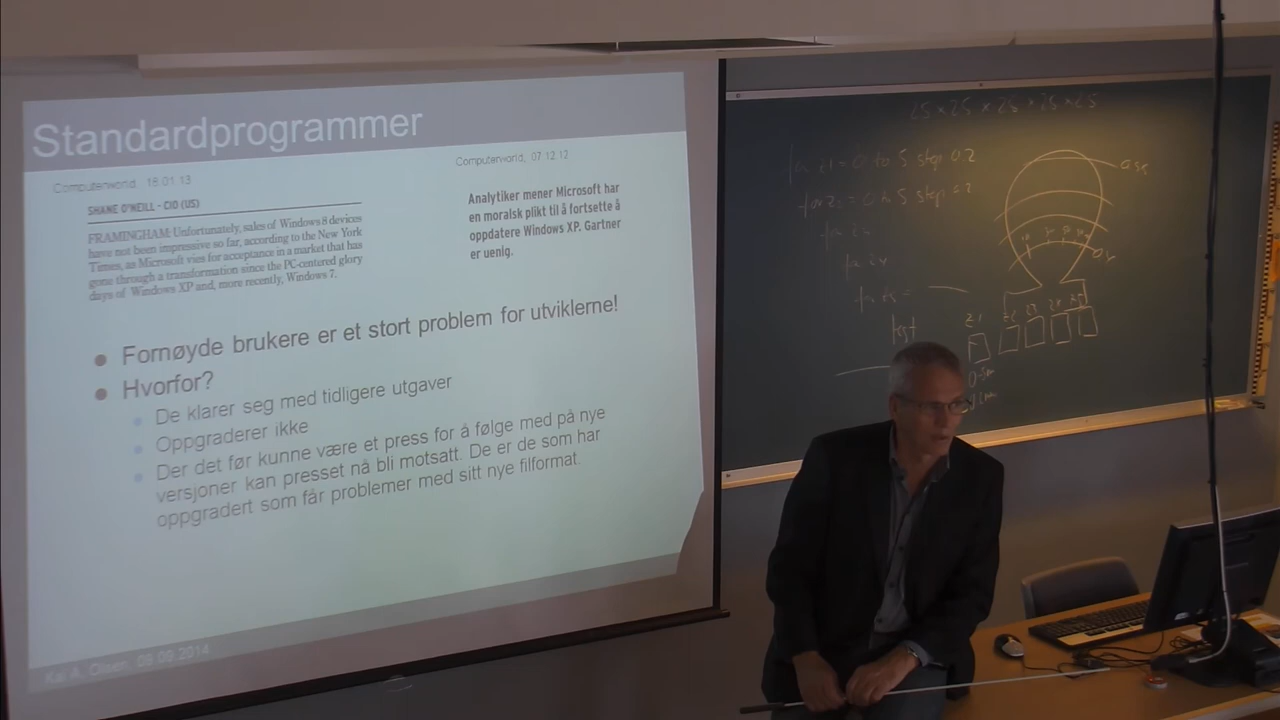 Standardprogrammer
Computerworld, 18.01.13
SHANE O'NEILL - CIO (US)
FRAMINGHAM: Unfortunately, sales of Windows 8 devices
have not been impressive so far, according to the New York
Times, as Microsoft vies for acceptance in a market that has
gone through a transformation since the PC-centered glory
days of Windows XP and, more recently, Windows 7.
Computerworld, 07.12.12
Analytiker mener Microsoft har
en moralsk plikt til å fortsette å
oppdatere Windows XP. Gartner
er uenig.
Fornøyde brukere er et stort problem for utviklerne!
Hvorfor?
De klarer seg med tidligere utgaver
Oppgraderer ikke
Der det før kunne være et press for å følge med på nye
versjoner kan presset nå bli motsatt. De er de som har
oppgradert som får problemer med sitt nye filformat.
Kai A. Olsen, 09.09.2014
25 × 25 × 25 × 25 × 25
for z1 = 0 to 5 step 0.2
for z2 = 0 to 5 step 0.2